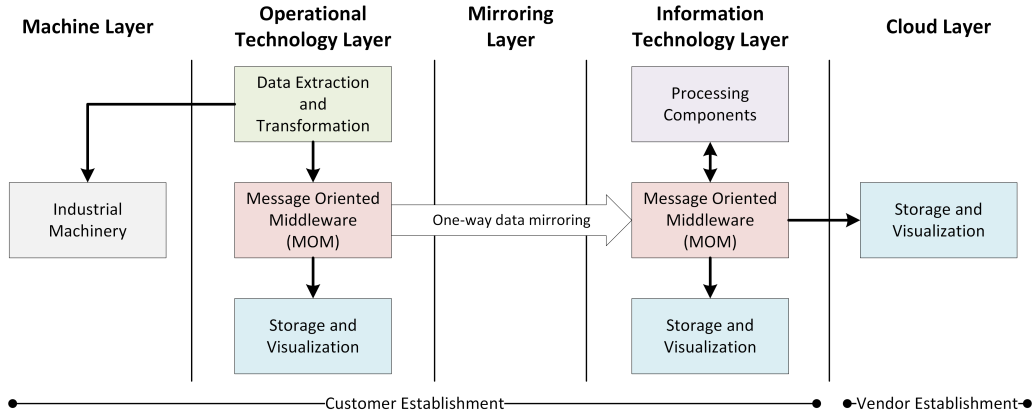 Machine Layer
Operational
Technology Layer
Mirroring
Layer
Information
Technology Layer
Cloud Layer
Data Extraction
and
Transformation
Processing
Components
Industrial
Machinery
Message Oriented
Middleware
(MOM)
One-way data mirroring
Message Oriented
Middleware
(MOM)
Storage and
Visualization
Storage and
Visualization
Storage and
Visualization
Customer Establishment
Vendor Establishment